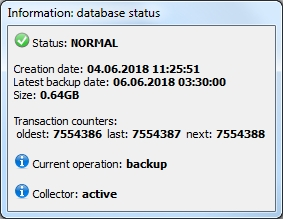 Information: database status
Status: NORMAL
Creation date: 04.06.2018 11:25:51
Latest backup date: 06.06.2018 03:30:00
Size: 0.64GB
Transaction counters:
oldest: 7554386 last: 7554387 next: 7554388
Current operation: backup
Collector: active